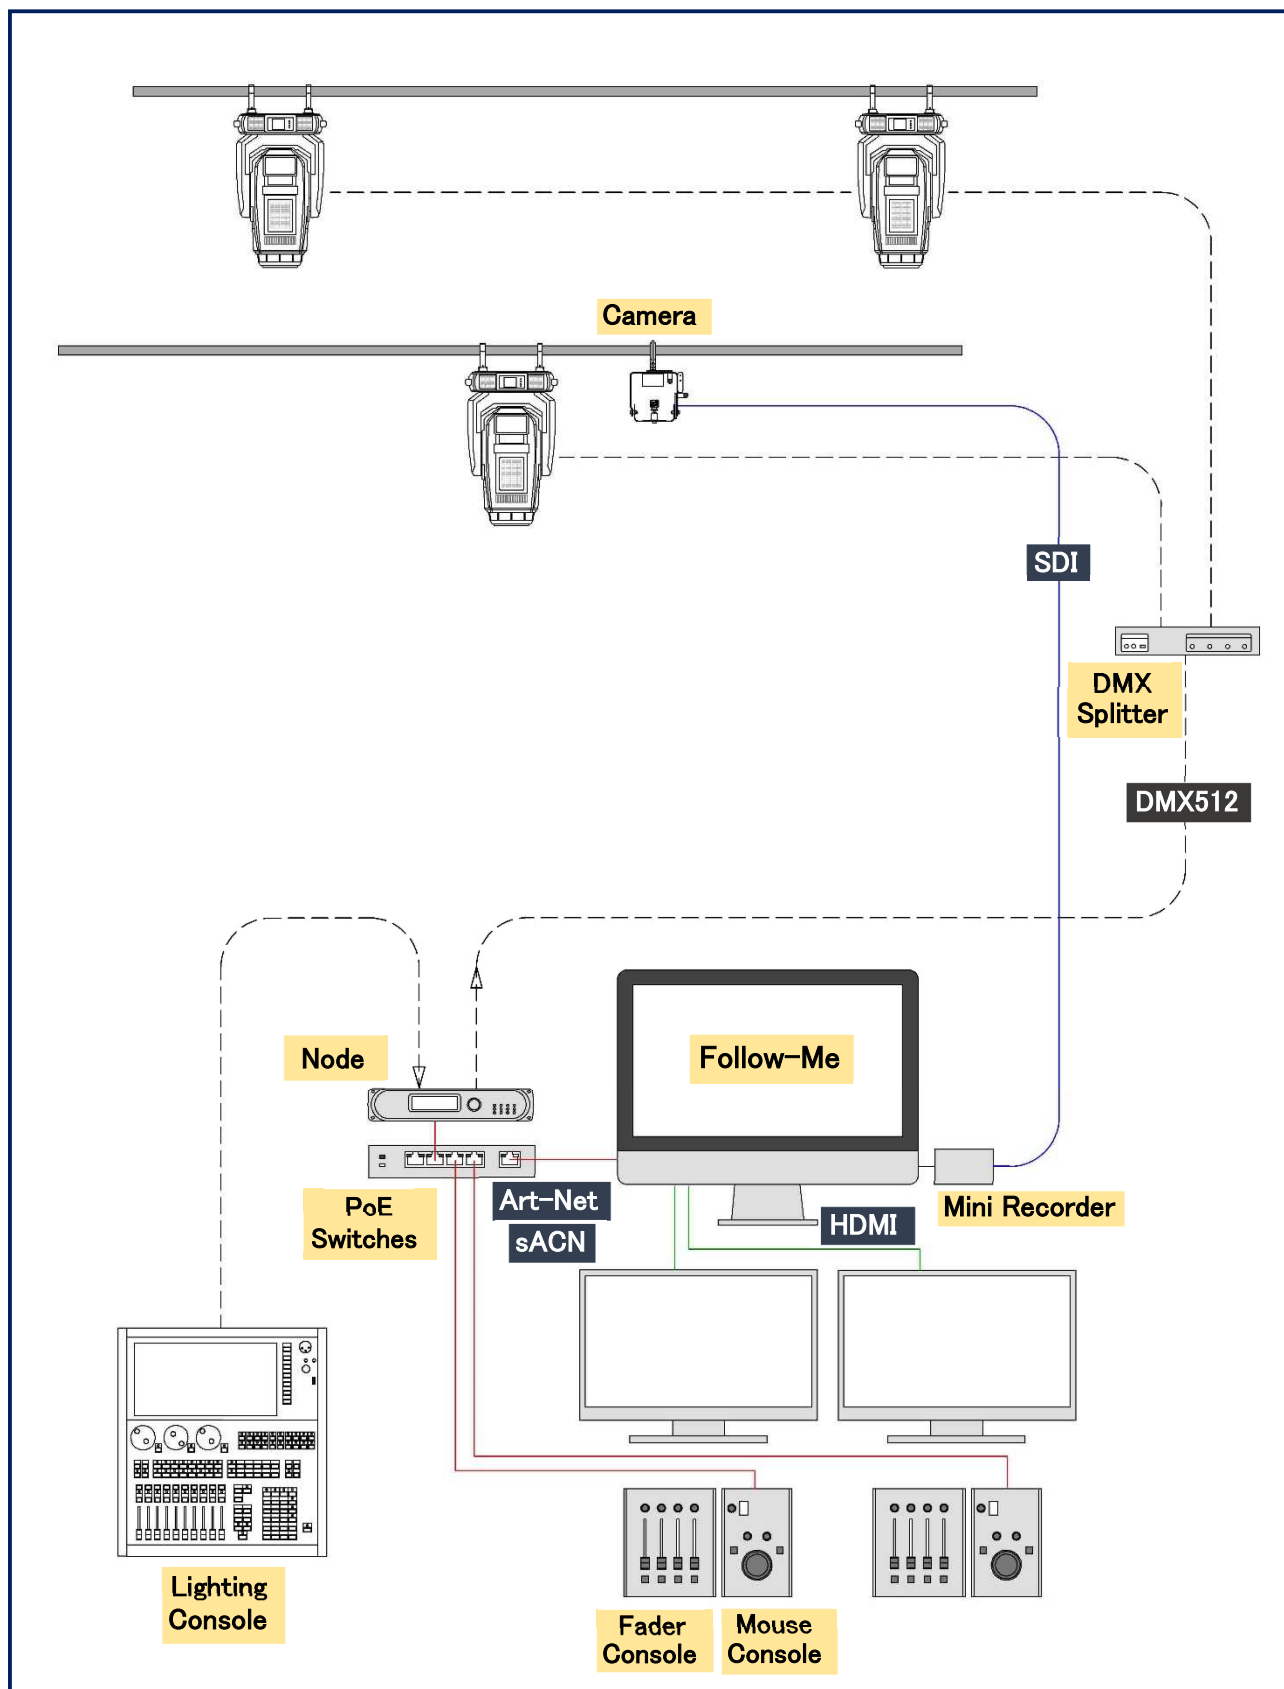 Camera
SDI
DMX
Splitter
DMX512
Node
Follow-Me
PoE
Switches
Art-Net
sACN
HDMI
Mini Recorder
Lighting
Console
Fader
Console
Mouse
Console